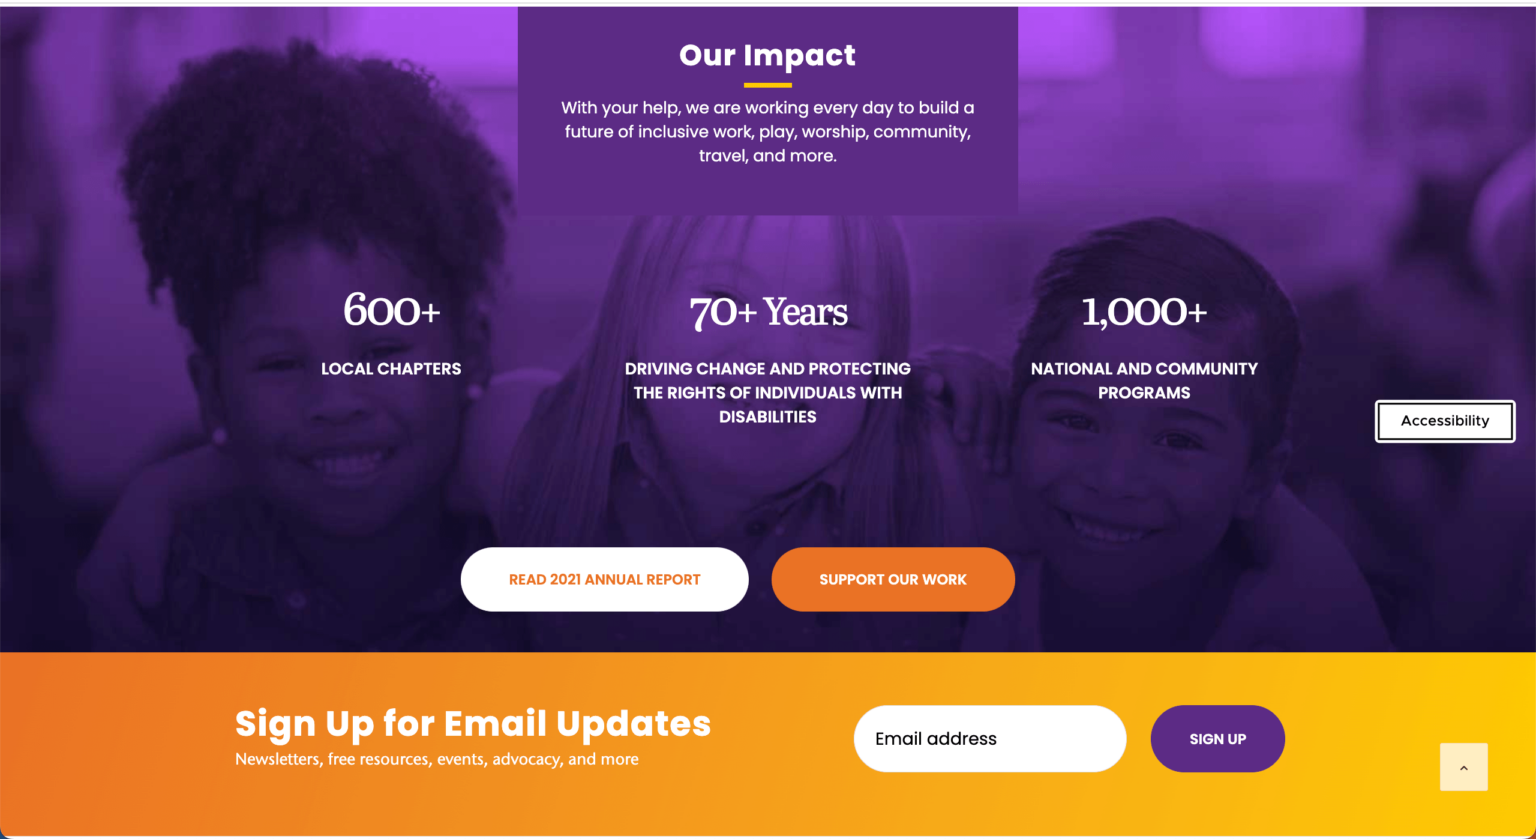 Our Impact
With your help, we are working every day to build a
future of inclusive work, play, worship, community,
travel, and more.
600+
LOCAL CHAPTERS
70+ Years
DRIVING CHANGE AND PROTECTING
THE RIGHTS OF INDIVIDUALS WITH
DISABILITIES
1,000+
NATIONAL AND COMMUNITY
PROGRAMS
Accessibility
READ 2021 ANNUAL REPORT
SUPPORT OUR WORK
Sign Up for Email Updates
Newsletters, free resources, events, advocacy, and more
Email address
SIGN UP